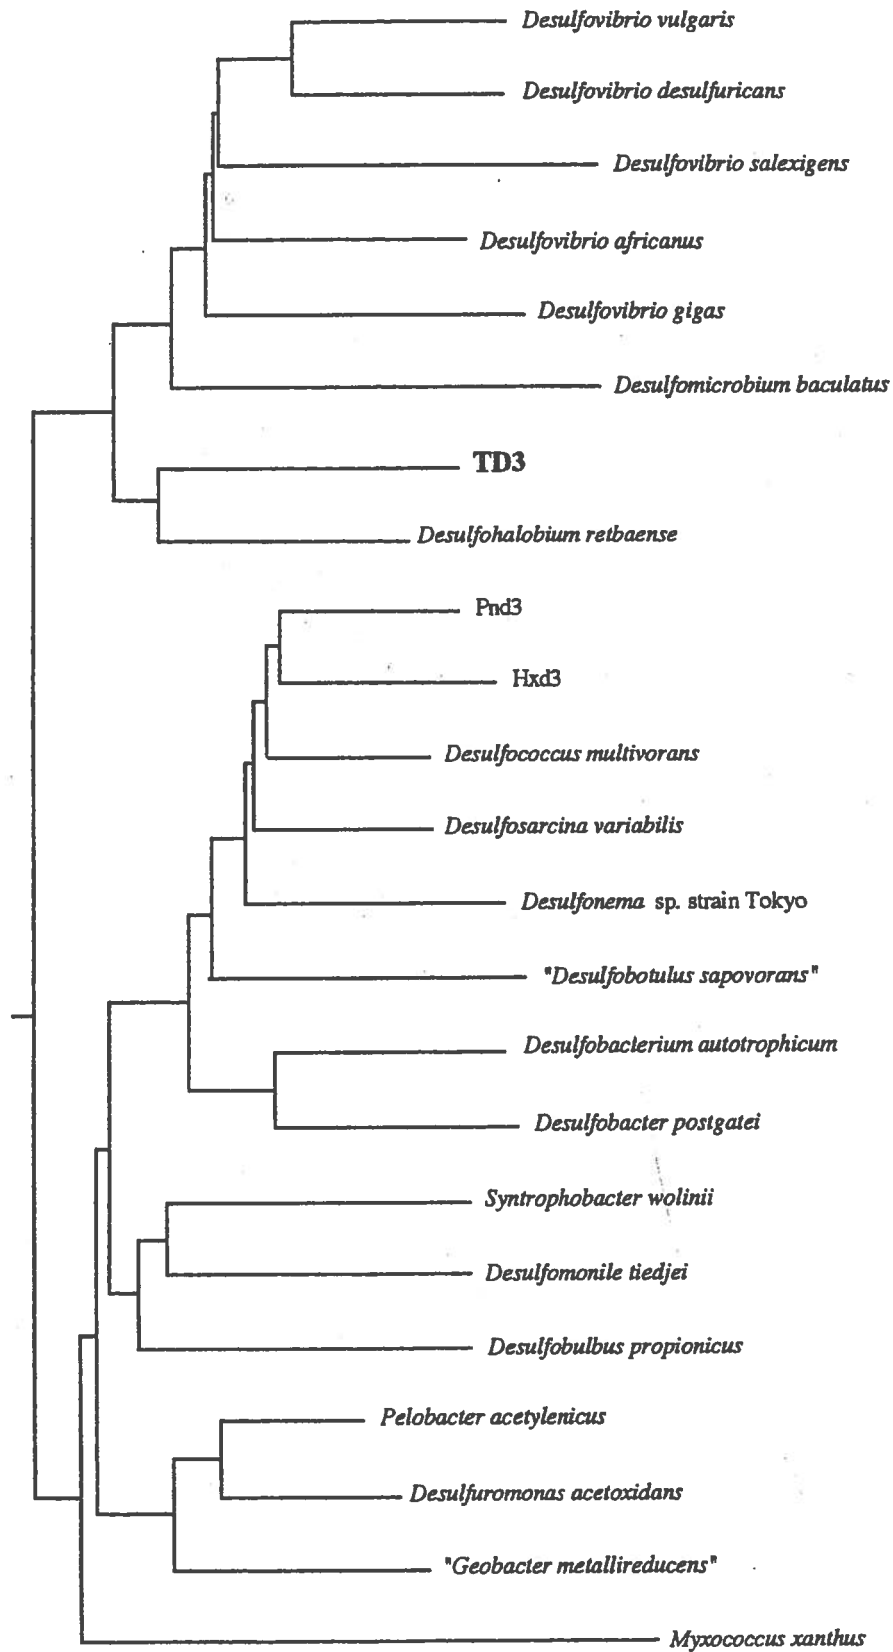 Desulfovibrio vulgaris
Desulfovibrio desulfuricans
Desulfovibrio salexigens
Desulfovibrio africanus
Desulfovibrio gigas
Desulfomicrobium baculatus
TD3
Desulfohalobium retbaense
Pnd3
Hxd3
Desulfococcus multivorans
Desulfosarcina variabilis
Desulfonema sp. strain Tokyo
"Desulfobotulus sapovorans"
Desulfobacterium autotrophicum
Desulfobacter postgatei
Syntrophobacter wolinii
Desulfomonile tiedjei
Desulfobulbus propionicus
Pelobacter acetylenicus
Desulfuromonas acetoxidans
"Geobacter metallireducens"
Myxococcus xanthus